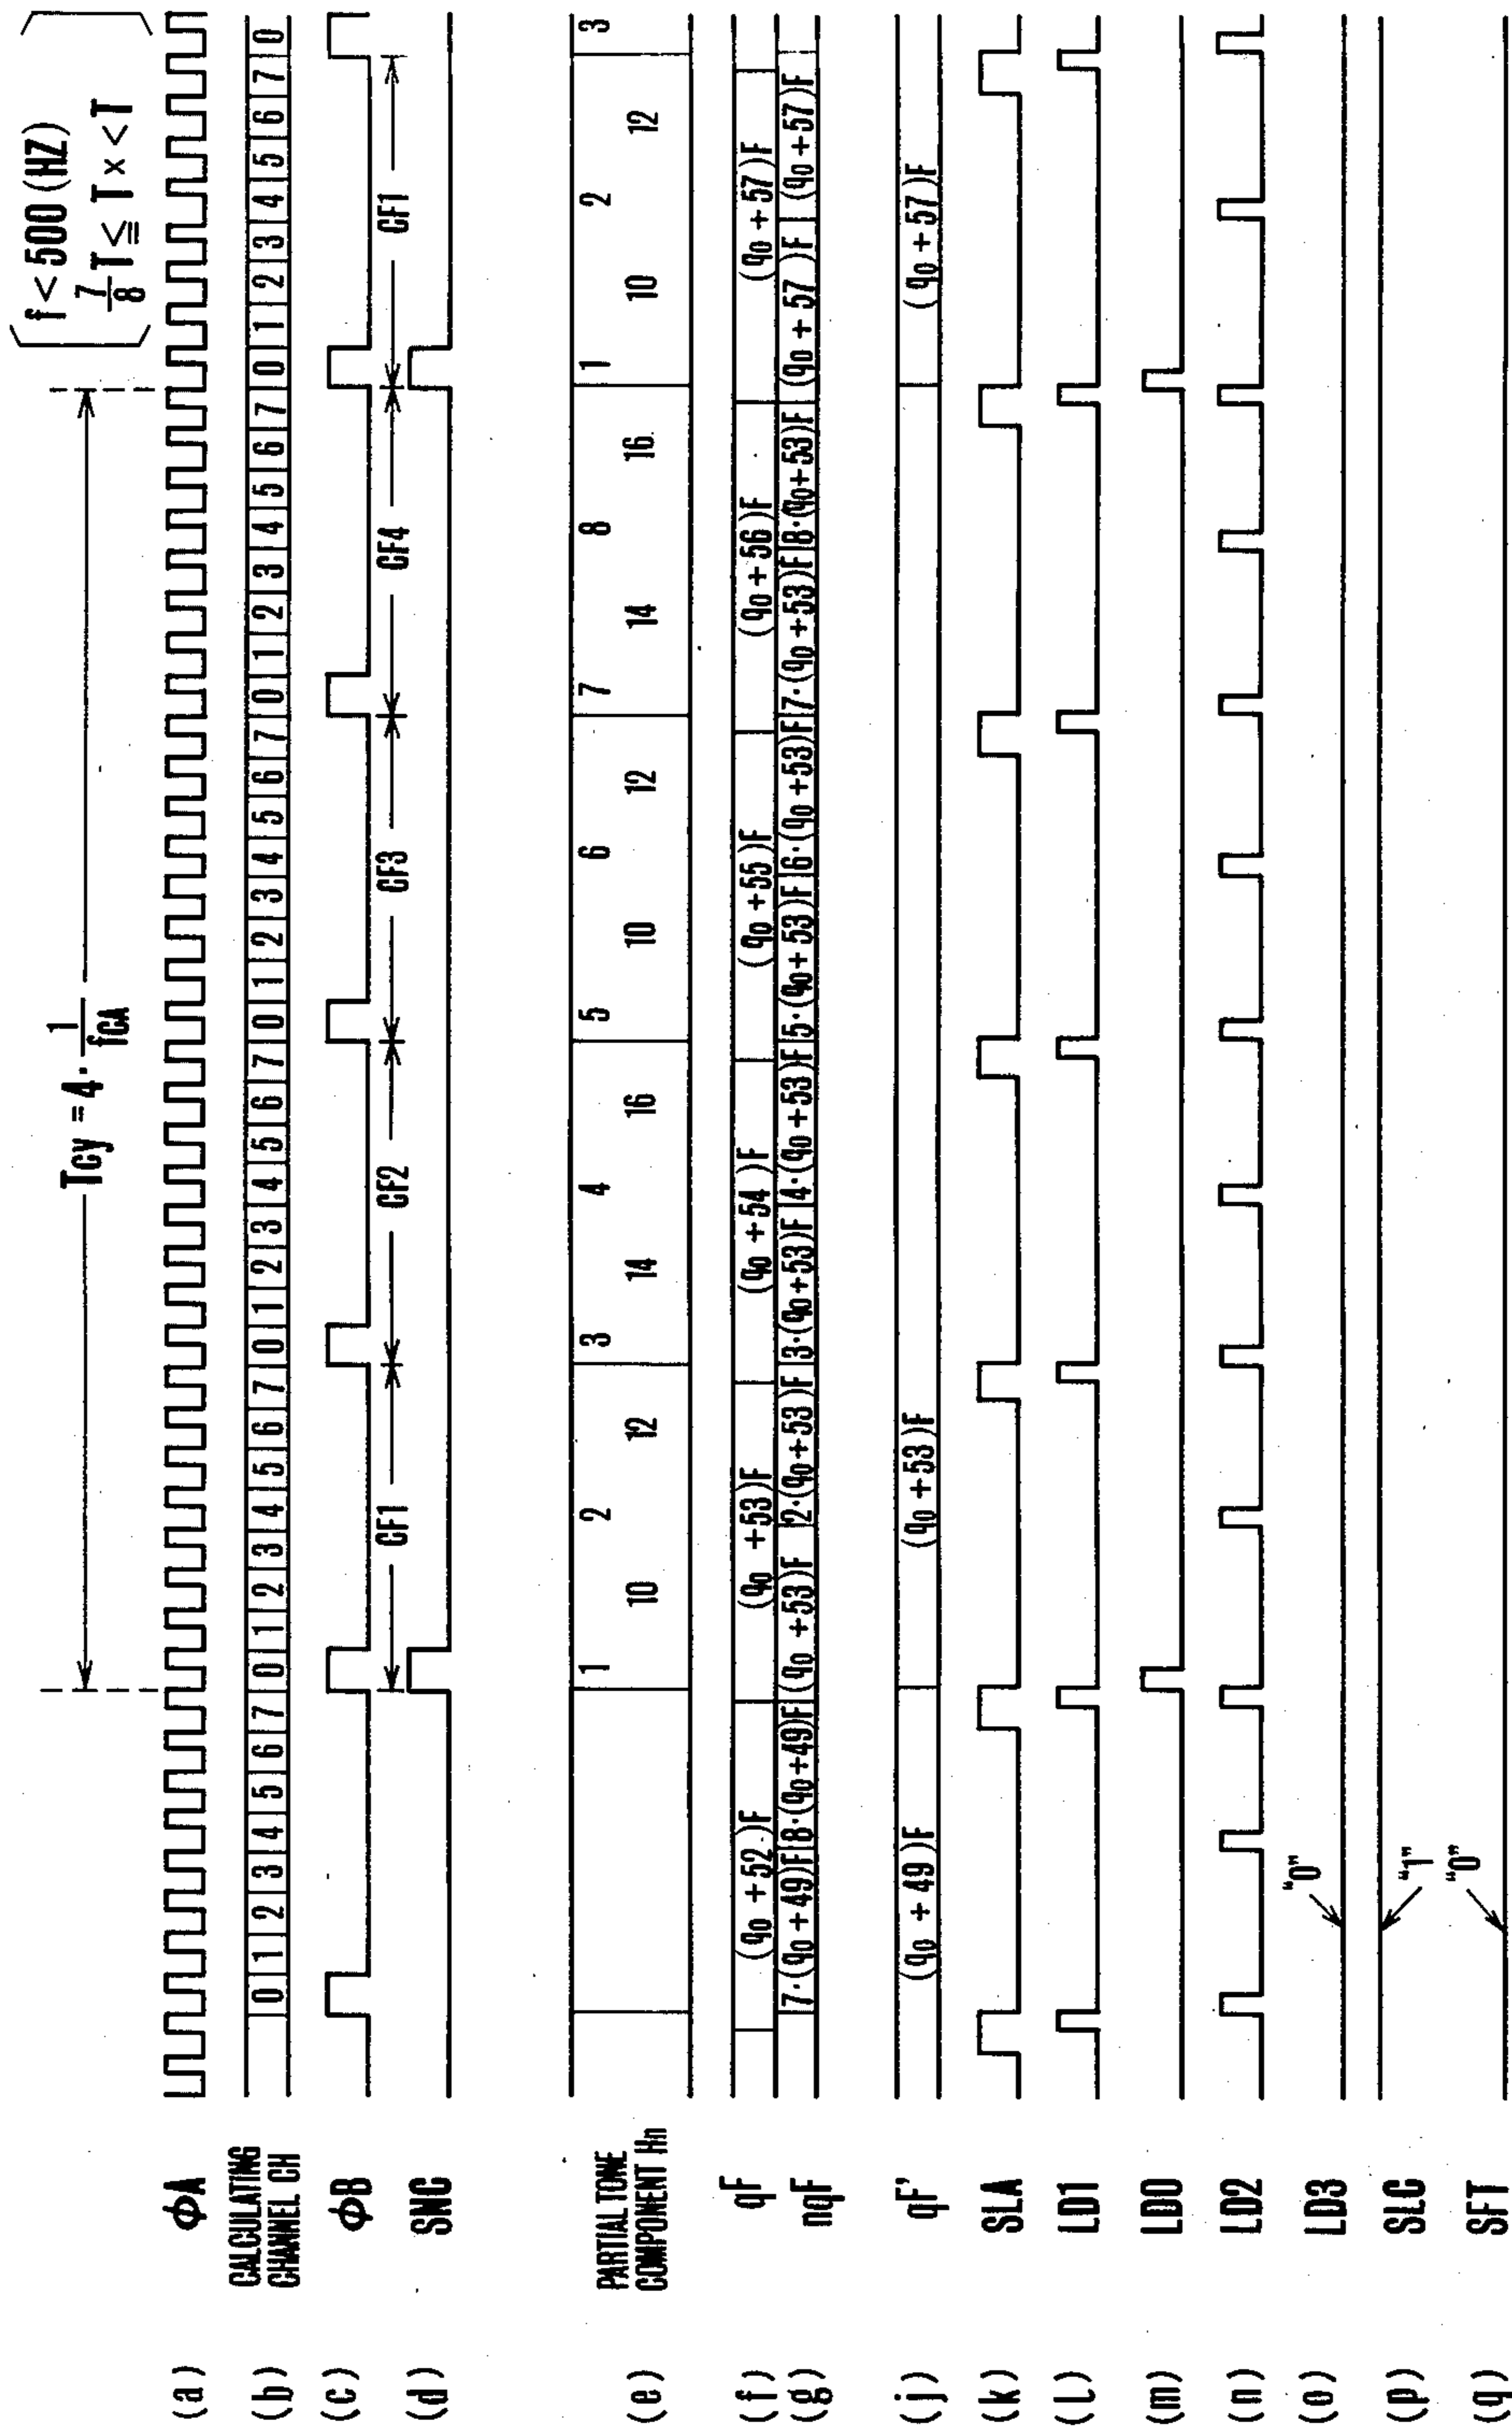 (f < 500 (HZ)
7/8 T ≦ Tx < T)
Tcy = 4 · 1/fCA
(a) ϕA
(b) CALCULATING CHANNEL CH 0 1 2 3 4 5 6 7 0 1 2 3 4 5 6 7 0 1 2 3 4 5 6 7 0 1 2 3 4 5 6 7 0 1 2 3 4 5 6 7 0 1 2 3 4 5 6 7 0
(c) ϕB
CF1 CF2 CF3 CF4 CF1
(d) SNC
(e) PARTIAL TONE COMPONENT Hn
1 2 3 4 5 6 7 8 1 2 3
10 12 14 16 10 12 14 16 10 12
(f) qF (q0 + 52)F (q0 + 53)F (q0 + 54)F (q0 + 55)F (q0 + 56)F (q0 + 57)F
(g) nqF 7·(q0 + 49)F 8·(q0 + 49)F (q0 + 53)F 2·(q0 + 53)F 3·(q0 + 53)F 4·(q0 + 53)F 5·(q0 + 53)F 6·(q0 + 53)F 7·(q0 + 53)F 8·(q0 + 53)F (q0 + 57)F (q0 + 57)F
(j) qF' (q0 + 49)F (q0 + 53)F (q0 + 57)F
(k) SLA
(l) LD1
(m) LD0
(n) LD2
(o) LD3 "0"
(p) SLC "1"
(q) SFT "0"